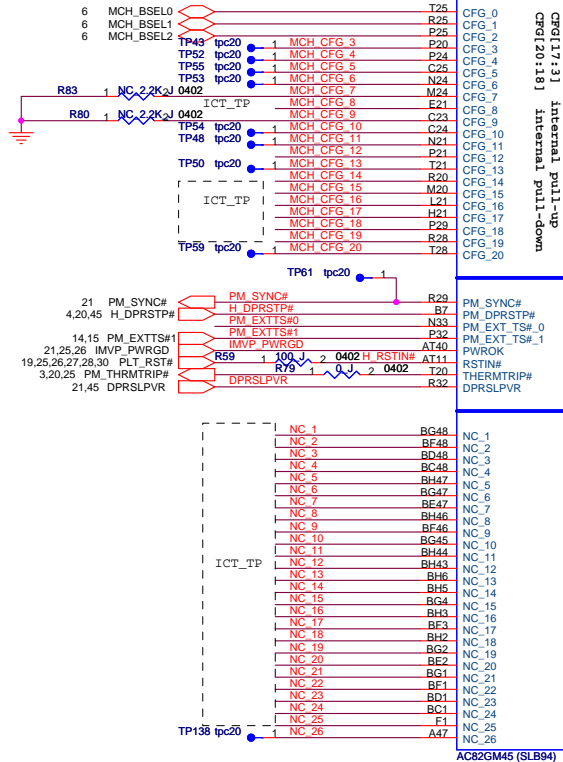 6 MCH_BSEL0 T25 CFG_0
6 MCH_BSEL1 R25 CFG_1
6 MCH_BSEL2 P25 CFG_2
TP43 tpc20 1 MCH_CFG_3 P20 CFG_3
TP52 tpc20 1 MCH_CFG_4 P24 CFG_4
TP55 tpc20 1 MCH_CFG_5 C25 CFG_5
TP53 tpc20 1 MCH_CFG_6 N24 CFG_6
R83 1 NC_2.2K_J 2 0402 MCH_CFG_7 M24 CFG_7
ICT_TP MCH_CFG_8 E21 CFG_8
R80 1 NC_2.2K_J 2 0402 MCH_CFG_9 C23 CFG_9
TP54 tpc20 1 MCH_CFG_10 C24 CFG_10
TP48 tpc20 1 MCH_CFG_11 N21 CFG_11
MCH_CFG_12 P21 CFG_12
TP50 tpc20 1 MCH_CFG_13 T21 CFG_13
MCH_CFG_14 R20 CFG_14
MCH_CFG_15 M20 CFG_15
ICT_TP MCH_CFG_16 L21 CFG_16
MCH_CFG_17 H21 CFG_17
MCH_CFG_18 P29 CFG_18
MCH_CFG_19 R28 CFG_19
TP59 tpc20 1 MCH_CFG_20 T28 CFG_20
CFG[17:3] internal pull-up
CFG[20:18] internal pull-down
TP61 tpc20 1
21 PM_SYNC# PM_SYNC# R29 PM_SYNC#
4,20,45 H_DPRSTP# H_DPRSTP# B7 PM_DPRSTP#
PM_EXTTS#0 N33 PM_EXT_TS#_0
14,15 PM_EXTTS#1 PM_EXTTS#1 P32 PM_EXT_TS#_1
21,25,26 IMVP_PWRGD IMVP_PWRGD AT40 PWROK
19,25,26,27,28,30 PLT_RST# R59 1 100_J 2 0402 H_RSTIN# AT11 RSTIN#
3,20,25 PM_THRMTRIP# R79 1 0_J 2 0402 T20 THERMTRIP#
21,45 DPRSLPVR DPRSLPVR R32 DPRSLPVR
NC_1 BG48 NC_1
NC_2 BF48 NC_2
NC_3 BD48 NC_3
NC_4 BC48 NC_4
NC_5 BH47 NC_5
NC_6 BG47 NC_6
NC_7 BE47 NC_7
NC_8 BH46 NC_8
NC_9 BF46 NC_9
NC_10 BG45 NC_10
NC_11 BH44 NC_11
ICT_TP NC_12 BH43 NC_12
NC_13 BH6 NC_13
NC_14 BH5 NC_14
NC_15 BG4 NC_15
NC_16 BH3 NC_16
NC_17 BF3 NC_17
NC_18 BH2 NC_18
NC_19 BG2 NC_19
NC_20 BE2 NC_20
NC_21 BG1 NC_21
NC_22 BF1 NC_22
NC_23 BD1 NC_23
NC_24 BC1 NC_24
NC_25 F1 NC_25
TP138 tpc20 1 NC_26 A47 NC_26
AC82GM45 (SLB94)